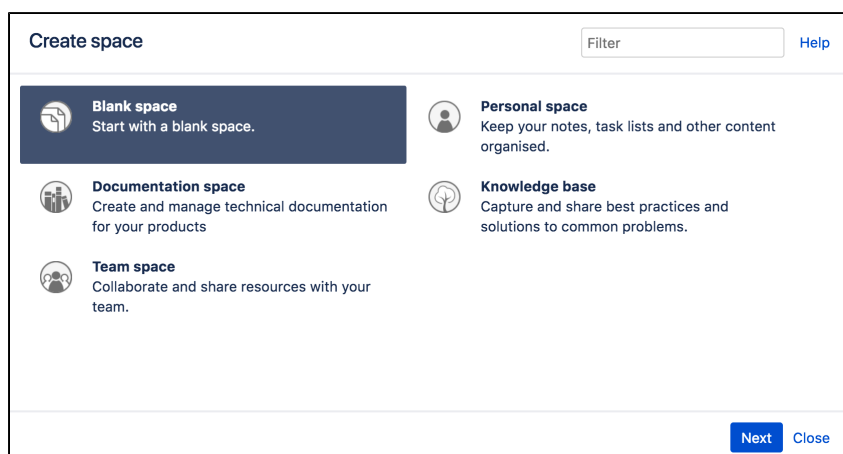 Create space
Filter
Help
Blank space
Start with a blank space.
Personal space
Keep your notes, task lists and other content
organised.
Documentation space
Create and manage technical documentation
for your products
Knowledge base
Capture and share best practices and
solutions to common problems.
Team space
Collaborate and share resources with your
team.
Next
Close